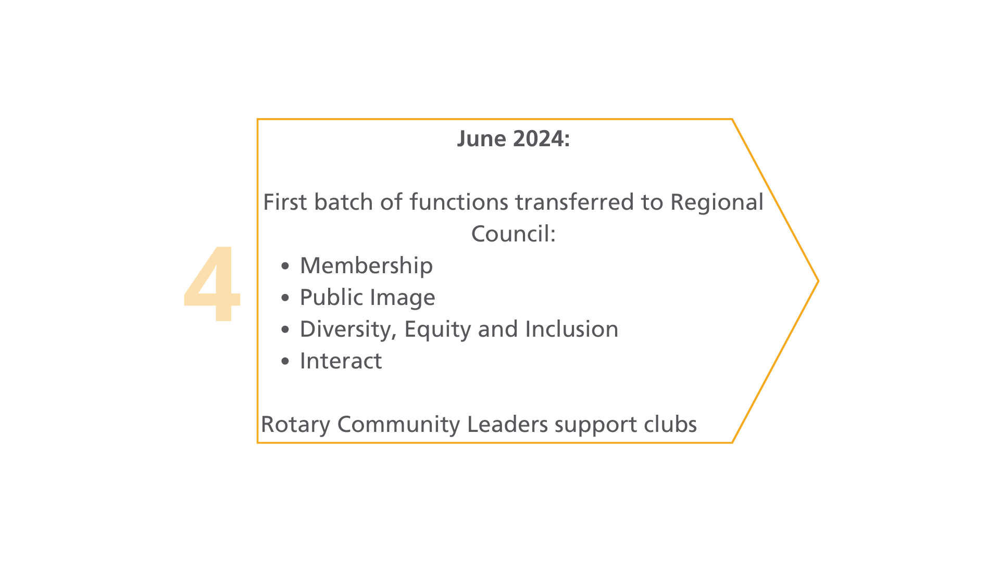 June 2024:
First batch of functions transferred to Regional
Council:
• Membership
• Public Image
• Diversity, Equity and Inclusion
• Interact
Rotary Community Leaders support clubs
4